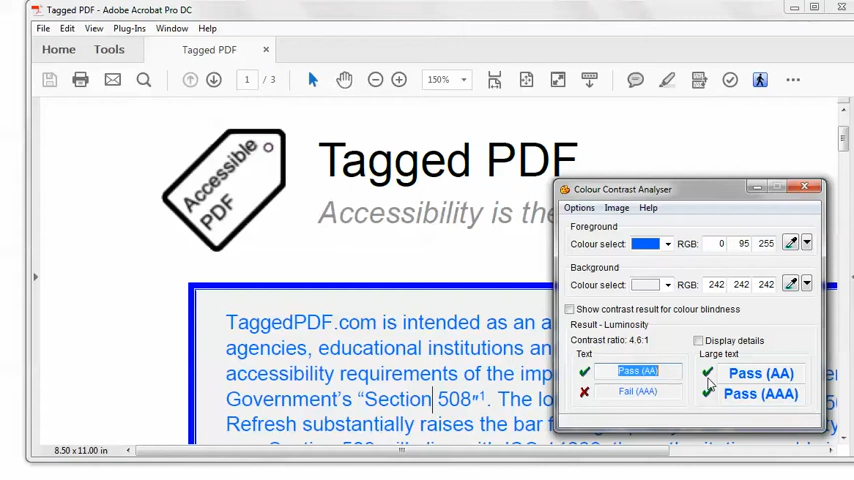 Tagged PDF - Adobe Acrobat Pro DC
File Edit View Plug-Ins Window Help
Home Tools Tagged PDF ×
1 / 3 150%
Accessible
PDF
Tagged PDF
Accessibility is the
TaggedPDF.com is intended as an a
agencies, educational institutions an
accessibility requirements of the imp
Government's “Section 508”¹. The lo
Refresh substantially raises the bar f
8.50 x 11.00 in
Colour Contrast Analyser
Options Image Help
Foreground
Colour select: RGB: 0 95 255
Background
Colour select: RGB: 242 242 242
Show contrast result for colour blindness
Result - Luminosity
Contrast ratio: 4.6:1 Display details
Text Large text
Pass (AA) Pass (AA)
Fail (AAA) Pass (AAA)